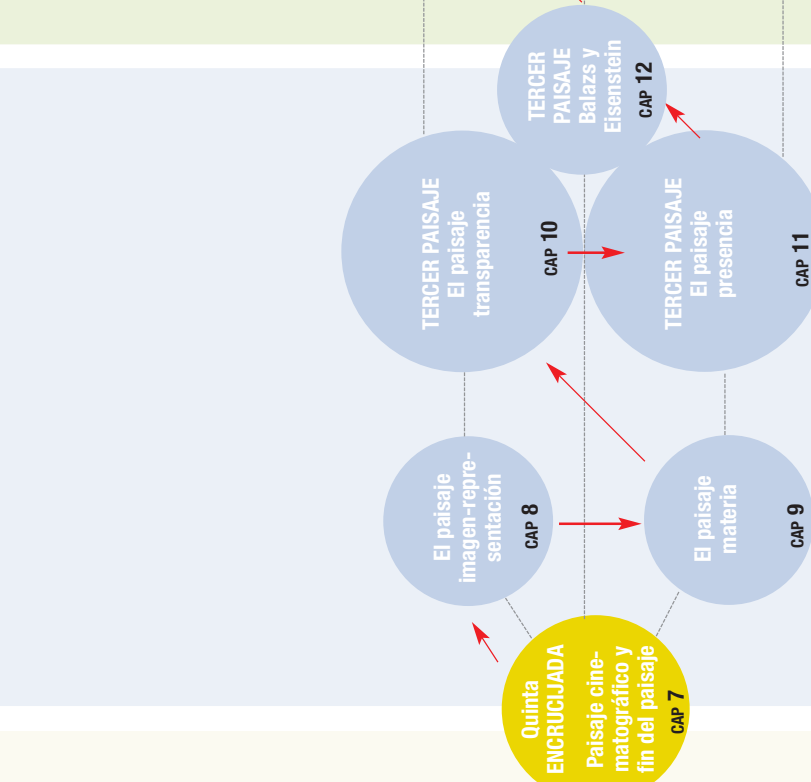 Quinta
ENCRUCIJADA
Paisaje cine-
matográfico y
fin del paisaje
CAP 7
El paisaje
imagen-repre-
sentación
CAP 8
El paisaje
materia
CAP 9
TERCER PAISAJE
El paisaje
transparencia
CAP 10
TERCER PAISAJE
El paisaje
presencia
CAP 11
TERCER
PAISAJE
Balazs y
Eisenstein
CAP 12